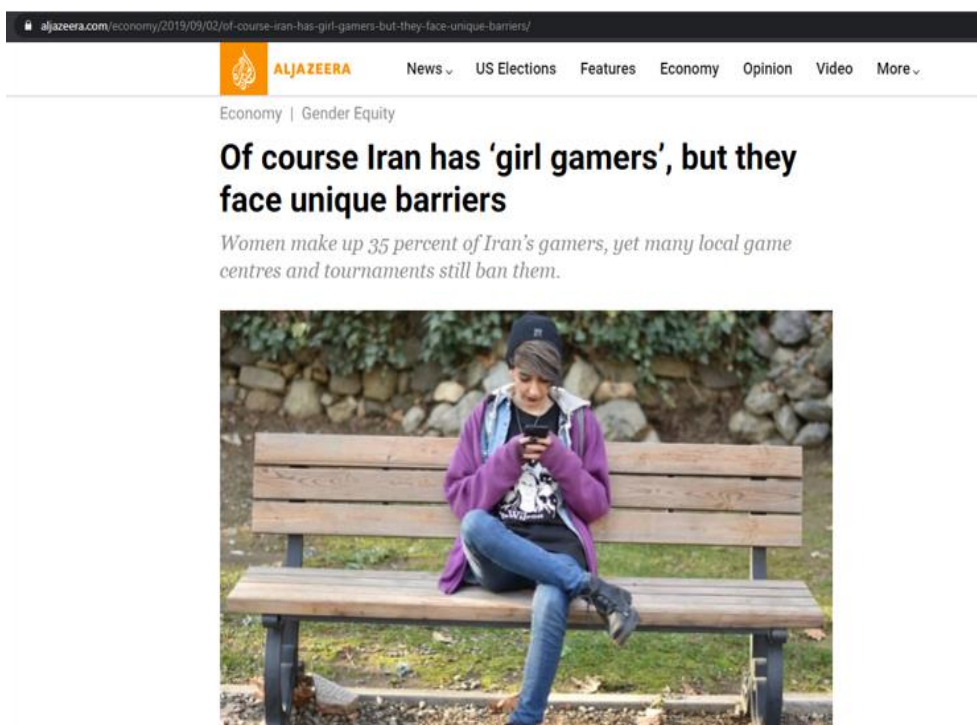 aljazeera.com/economy/2019/09/02/of-course-iran-has-girl-gamers-but-they-face-unique-barriers/
ALJAZEERA News US Elections Features Economy Opinion Video More
Economy | Gender Equity
Of course Iran has ‘girl gamers’, but they
face unique barriers
Women make up 35 percent of Iran’s gamers, yet many local game
centres and tournaments still ban them.